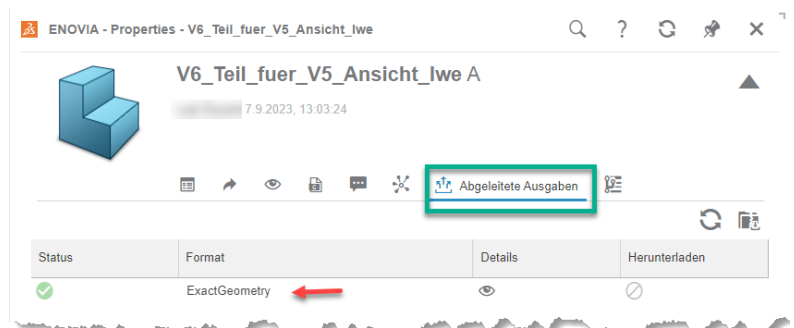 ENOVIA - Properties - V6_Teil_fuer_V5_Ansicht_lwe
V6_Teil_fuer_V5_Ansicht_lwe A
7.9.2023, 13:03:24
Abgeleitete Ausgaben
Status Format Details Herunterladen
ExactGeometry